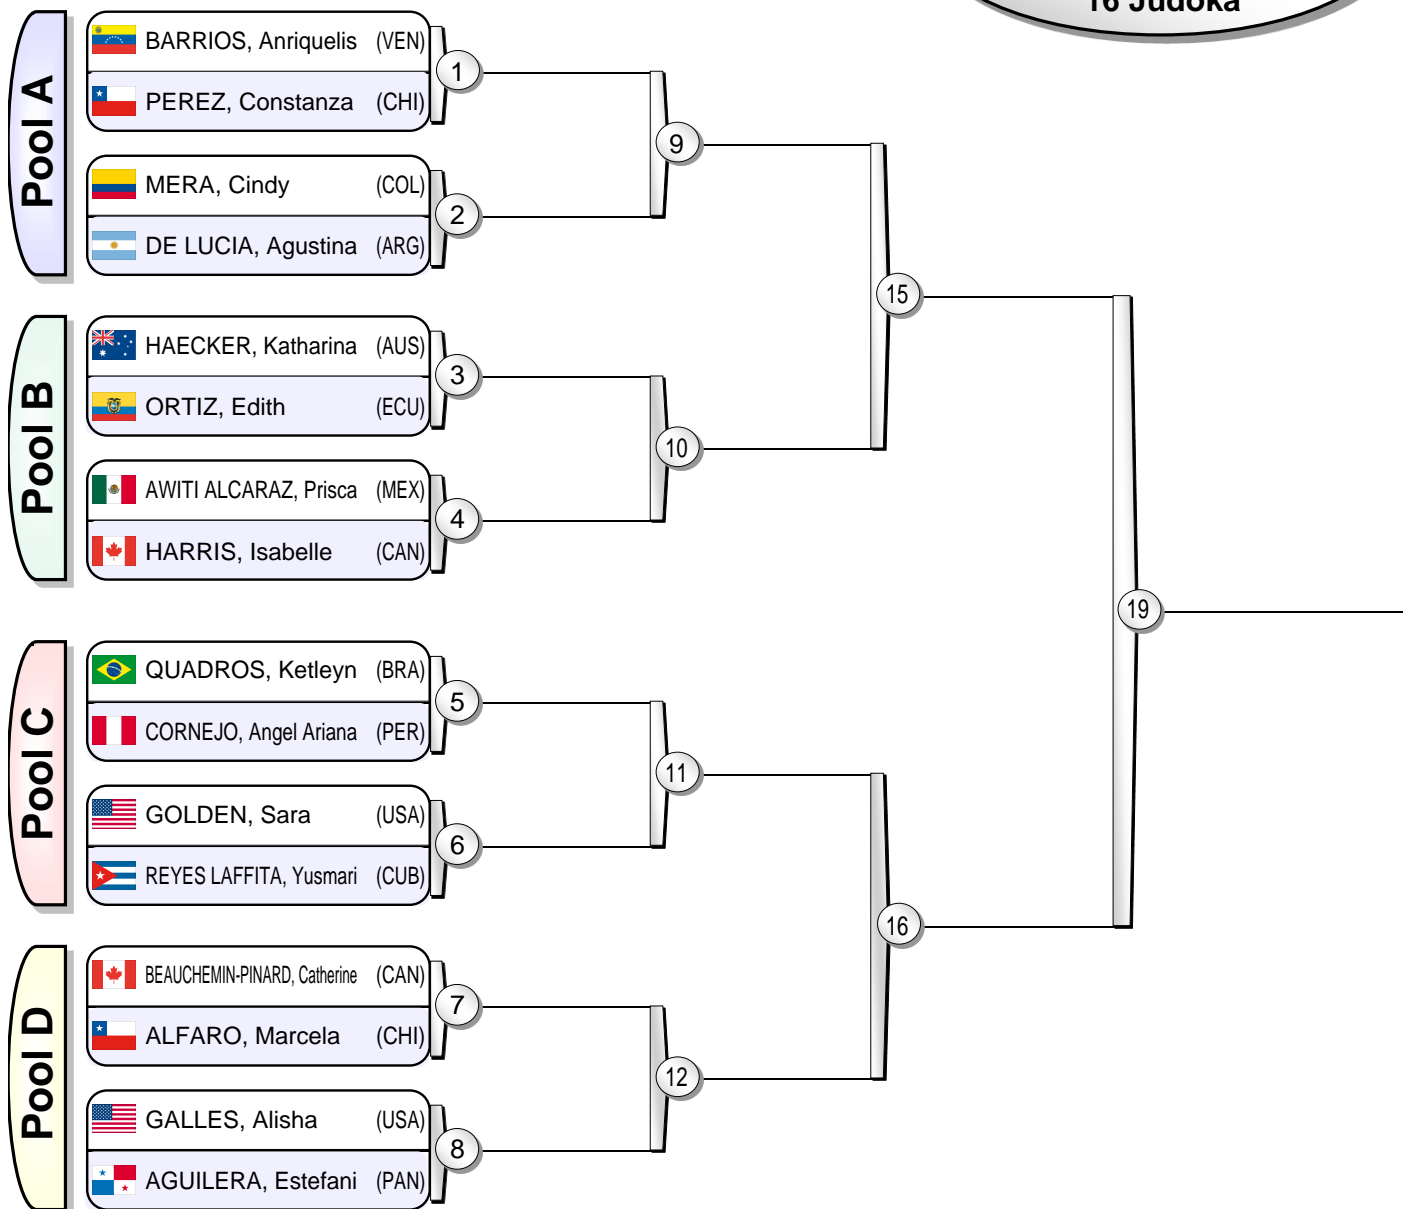 16 Judoka
Pool A
BARRIOS, Anriquelis (VEN)
PEREZ, Constanza (CHI)
1
MERA, Cindy (COL)
DE LUCIA, Agustina (ARG)
2
9
Pool B
HAECKER, Katharina (AUS)
ORTIZ, Edith (ECU)
3
AWITI ALCARAZ, Prisca (MEX)
HARRIS, Isabelle (CAN)
4
10
15
Pool C
QUADROS, Ketleyn (BRA)
CORNEJO, Angel Ariana (PER)
5
GOLDEN, Sara (USA)
REYES LAFFITA, Yusmari (CUB)
6
11
Pool D
BEAUCHEMIN-PINARD, Catherine (CAN)
ALFARO, Marcela (CHI)
7
GALLES, Alisha (USA)
AGUILERA, Estefani (PAN)
8
12
16
19